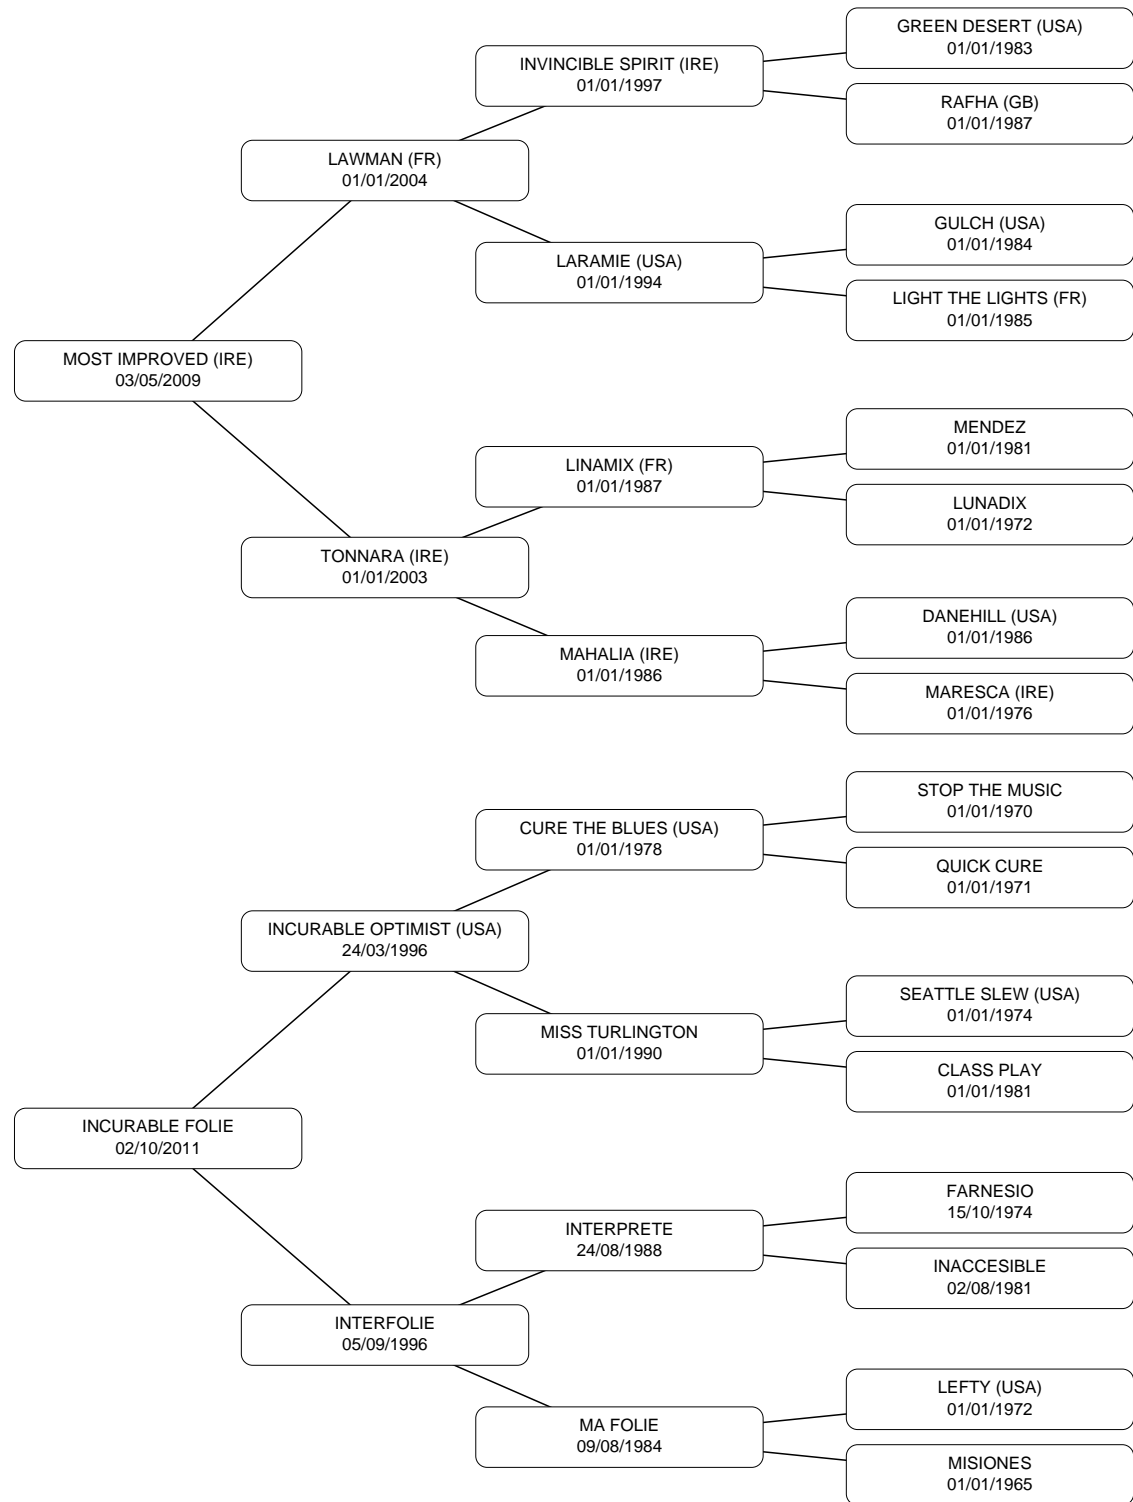 GREEN DESERT (USA)
01/01/1983
INVINCIBLE SPIRIT (IRE)
01/01/1997
RAFHA (GB)
01/01/1987
LAWMAN (FR)
01/01/2004
GULCH (USA)
01/01/1984
LARAMIE (USA)
01/01/1994
LIGHT THE LIGHTS (FR)
01/01/1985
MOST IMPROVED (IRE)
03/05/2009
MENDEZ
01/01/1981
LINAMIX (FR)
01/01/1987
LUNADIX
01/01/1972
TONNARA (IRE)
01/01/2003
DANEHILL (USA)
01/01/1986
MAHALIA (IRE)
01/01/1986
MARESCA (IRE)
01/01/1976
STOP THE MUSIC
01/01/1970
CURE THE BLUES (USA)
01/01/1978
QUICK CURE
01/01/1971
INCURABLE OPTIMIST (USA)
24/03/1996
SEATTLE SLEW (USA)
01/01/1974
MISS TURLINGTON
01/01/1990
CLASS PLAY
01/01/1981
INCURABLE FOLIE
02/10/2011
FARNESIO
15/10/1974
INTERPRETE
24/08/1988
INACCESIBLE
02/08/1981
INTERFOLIE
05/09/1996
LEFTY (USA)
01/01/1972
MA FOLIE
09/08/1984
MISIONES
01/01/1965